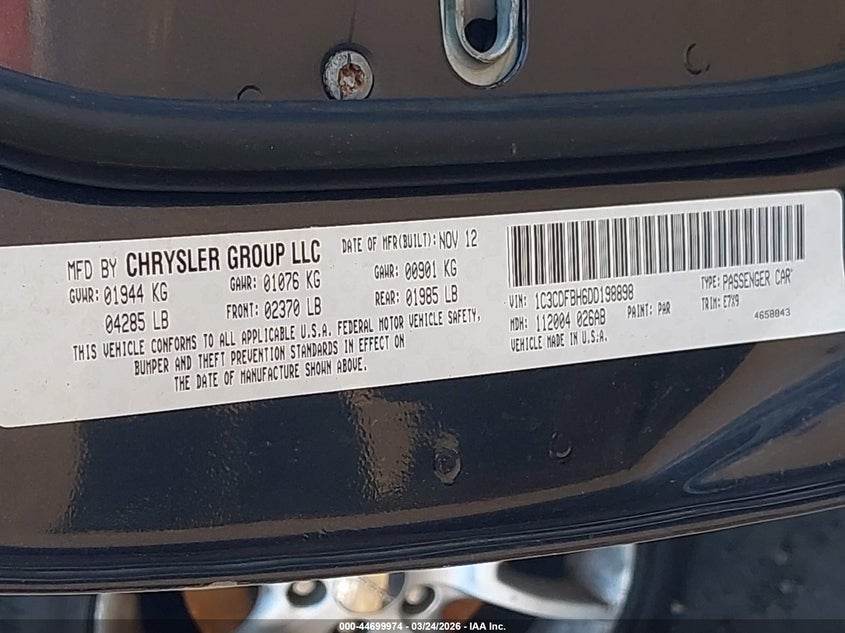 MFD BY CHRYSLER GROUP LLC DATE OF MFR(BUILT): NOV 12
GVWR: 01944 KG GAWR: 01076 KG GAWR: 00901 KG
04285 LB FRONT: 02370 LB REAR: 01985 LB
THIS VEHICLE CONFORMS TO ALL APPLICABLE U.S.A. FEDERAL MOTOR VEHICLE SAFETY,
BUMPER AND THEFT PREVENTION STANDARDS IN EFFECT ON
THE DATE OF MANUFACTURE SHOWN ABOVE.
VIN: 1C3CDFBH6DD198898 TYPE: PASSENGER CAR
MDH: 112004 026AB PAINT: PAR TRIM: E7X9
VEHICLE MADE IN U.S.A. 4658843
000-44699974 - 03/24/2026 - IAA Inc.